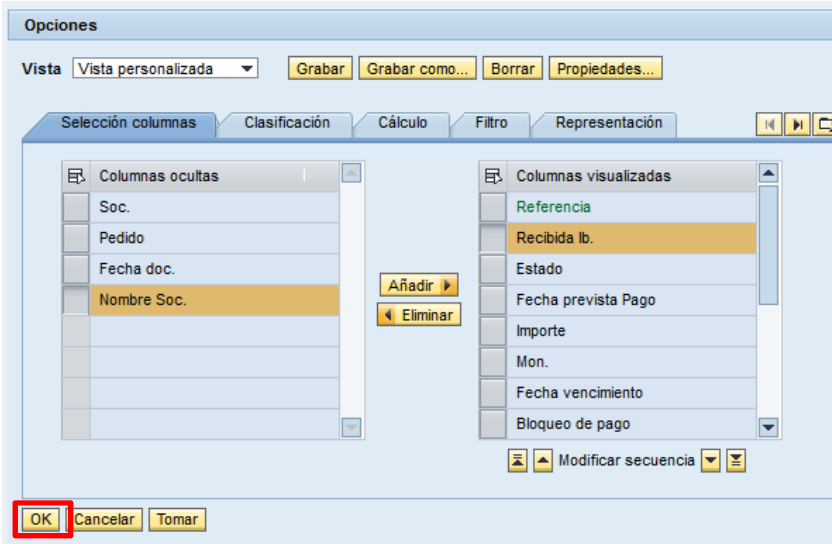 Opciones
Vista Vista personalizada Grabar Grabar como... Borrar Propiedades...
Selección columnas Clasificación Cálculo Filtro Representación
Columnas ocultas
Soc.
Pedido
Fecha doc.
Nombre Soc.
Añadir
Eliminar
Columnas visualizadas
Referencia
Recibida Ib.
Estado
Fecha prevista Pago
Importe
Mon.
Fecha vencimiento
Bloqueo de pago
Modificar secuencia
OK Cancelar Tomar